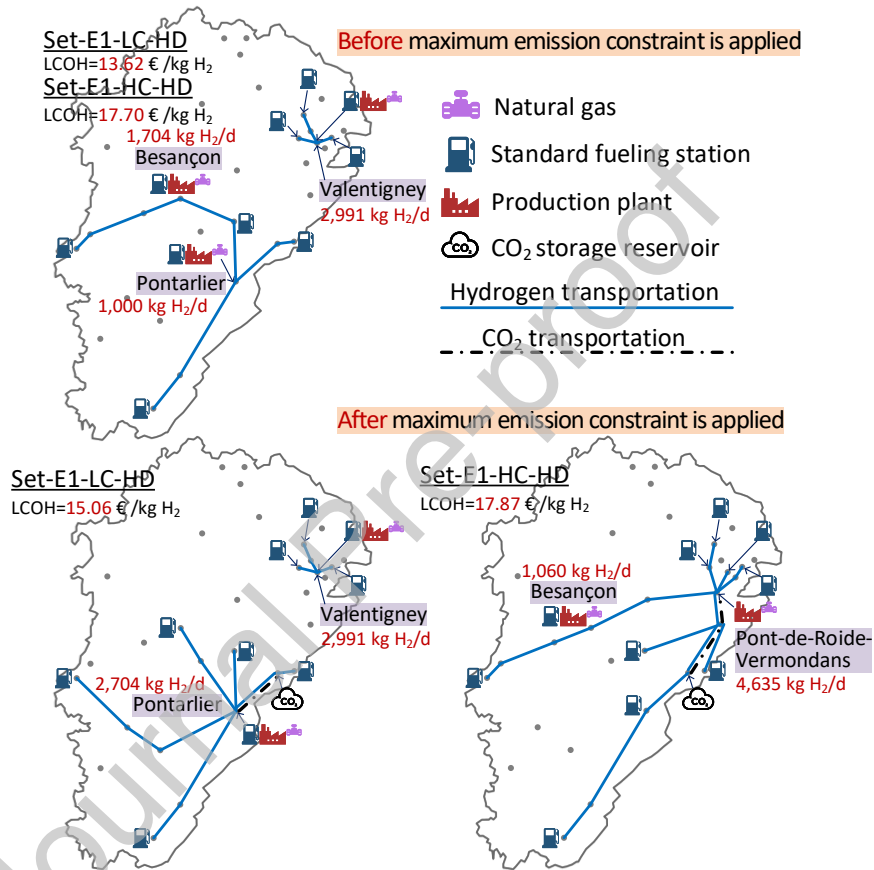 Set-E1-LC-HD
LCOH=13.62 € /kg H₂
Set-E1-HC-HD
LCOH=17.70 € /kg H₂
1,704 kg H₂/d
Besançon
Valentigney
2,991 kg H₂/d
Pontarlier
1,000 kg H₂/d
Before maximum emission constraint is applied
Natural gas
Standard fueling station
Production plant
CO₂ CO₂ storage reservoir
Hydrogen transportation
CO₂ transportation
After maximum emission constraint is applied
Set-E1-LC-HD
LCOH=15.06 € /kg H₂
Valentigney
2,991 kg H₂/d
2,704 kg H₂/d
Pontarlier
CO₂
Set-E1-HC-HD
LCOH=17.87 € /kg H₂
1,060 kg H₂/d
Besançon
Pont-de-Roide-
Vermondans
4,635 kg H₂/d
CO₂
Journal Pre-proof